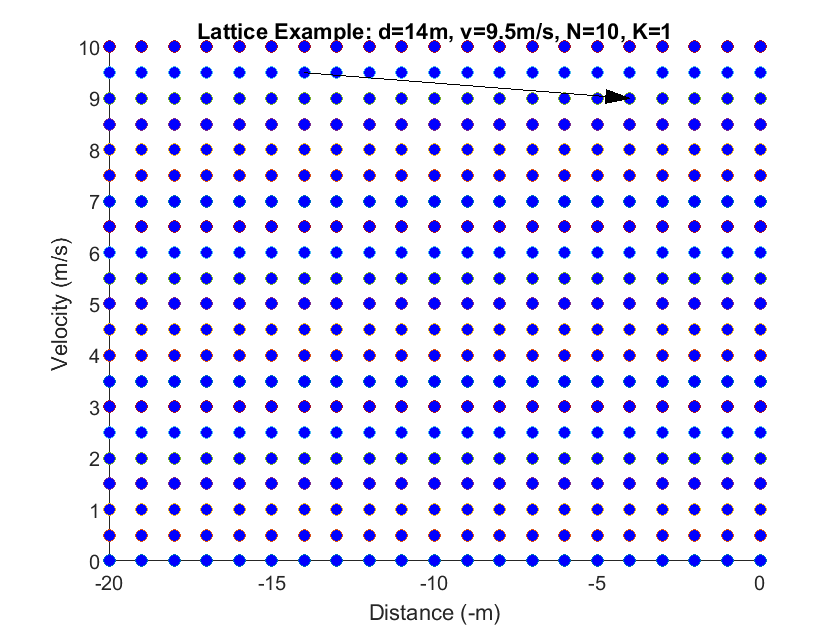 Lattice Example: d=14m, v=9.5m/s, N=10, K=1
10
9
8
7
6
5
4
3
2
1
0
Velocity (m/s)
-20 -15 -10 -5 0
Distance (-m)